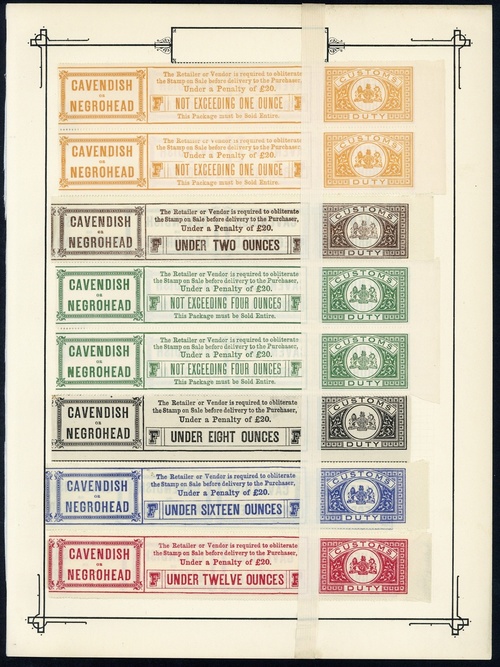 CAVENDISH
OR
NEGROHEAD
The Retailer or Vendor is required to obliterate
the Stamp on Sale before delivery to the Purchaser,
Under a Penalty of £20.
F NOT EXCEEDING ONE OUNCE F
This Package must be Sold Entire.
CUSTOMS
DUTY
CAVENDISH
OR
NEGROHEAD
The Retailer or Vendor is required to obliterate
the Stamp on Sale before delivery to the Purchaser,
Under a Penalty of £20.
F NOT EXCEEDING ONE OUNCE F
This Package must be Sold Entire.
CUSTOMS
DUTY
CAVENDISH
OR
NEGROHEAD
The Retailer or Vendor is required to obliterate
the Stamp on Sale before delivery to the Purchaser,
Under a Penalty of £20.
F UNDER TWO OUNCES F
CUSTOMS
DUTY
CAVENDISH
OR
NEGROHEAD
The Retailer or Vendor is required to obliterate
the Stamp on Sale before delivery to the Purchaser,
Under a Penalty of £20.
F NOT EXCEEDING FOUR OUNCES F
This Package must be Sold Entire.
CUSTOMS
DUTY
CAVENDISH
OR
NEGROHEAD
The Retailer or Vendor is required to obliterate
the Stamp on Sale before delivery to the Purchaser,
Under a Penalty of £20.
F NOT EXCEEDING FOUR OUNCES F
This Package must be Sold Entire.
CUSTOMS
DUTY
CAVENDISH
OR
NEGROHEAD
The Retailer or Vendor is required to obliterate
the Stamp on Sale before delivery to the Purchaser,
Under a Penalty of £20.
F UNDER EIGHT OUNCES F
CUSTOMS
DUTY
CAVENDISH
OR
NEGROHEAD
The Retailer or Vendor is required to obliterate
the Stamp on Sale before delivery to the Purchaser,
Under a Penalty of £20.
F UNDER SIXTEEN OUNCES F
CUSTOMS
DUTY
CAVENDISH
OR
NEGROHEAD
The Retailer or Vendor is required to obliterate
the Stamp on Sale before delivery to the Purchaser,
Under a Penalty of £20.
F UNDER TWELVE OUNCES F
CUSTOMS
DUTY